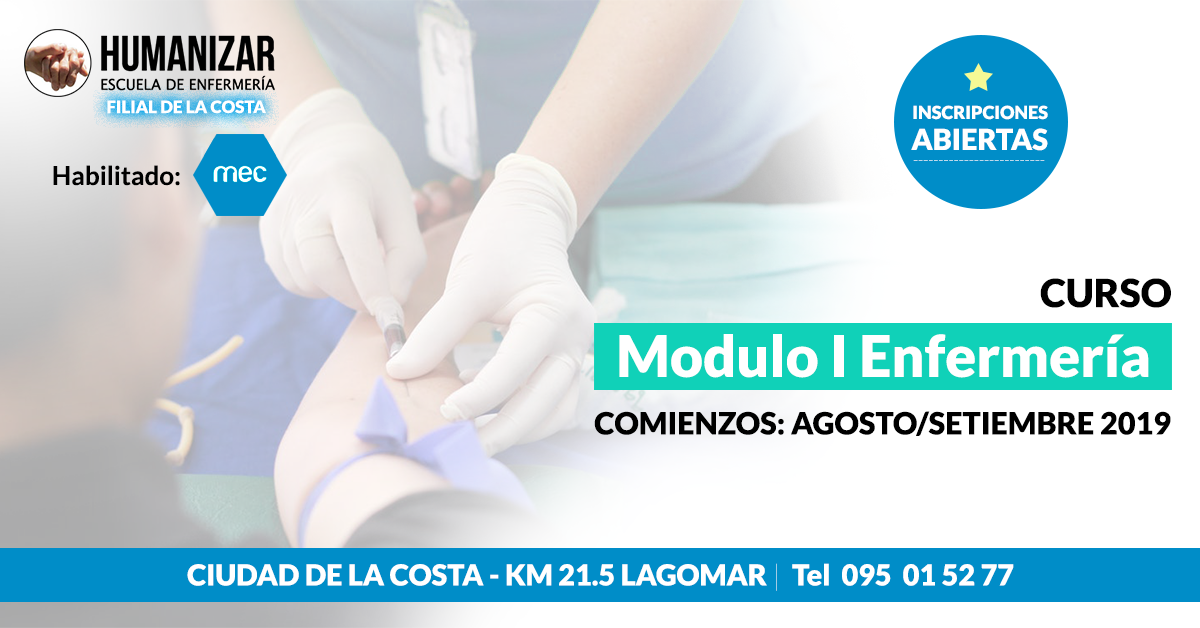 HUMANIZAR
ESCUELA DE ENFERMERÍA
FILIAL DE LA COSTA
Habilitado: mec
INSCRIPCIONES
ABIERTAS
CURSO
Modulo I Enfermería
COMIENZOS: AGOSTO/SETIEMBRE 2019
CIUDAD DE LA COSTA - KM 21.5 LAGOMAR | Tel 095 01 52 77